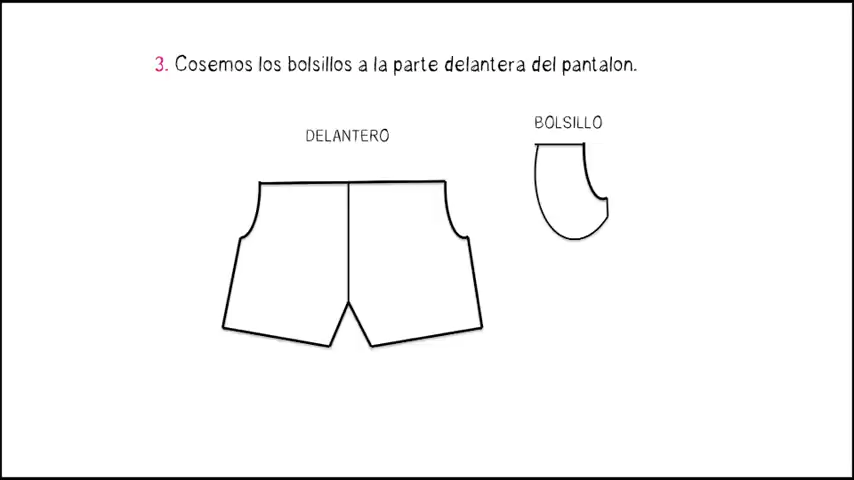 3. Cosemos los bolsillos a la parte delantera del pantalon.
BOLSILLO
DELANTERO